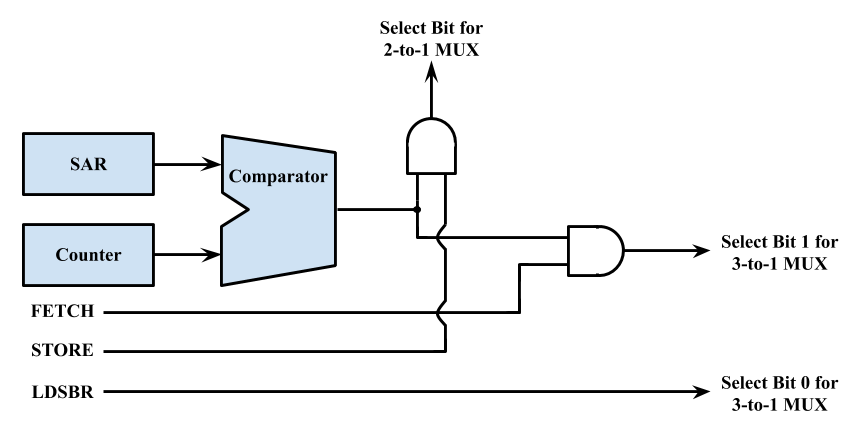 Select Bit for
2-to-1 MUX
SAR
Comparator
Counter
Select Bit 1 for
3-to-1 MUX
FETCH
STORE
LDSBR
Select Bit 0 for
3-to-1 MUX